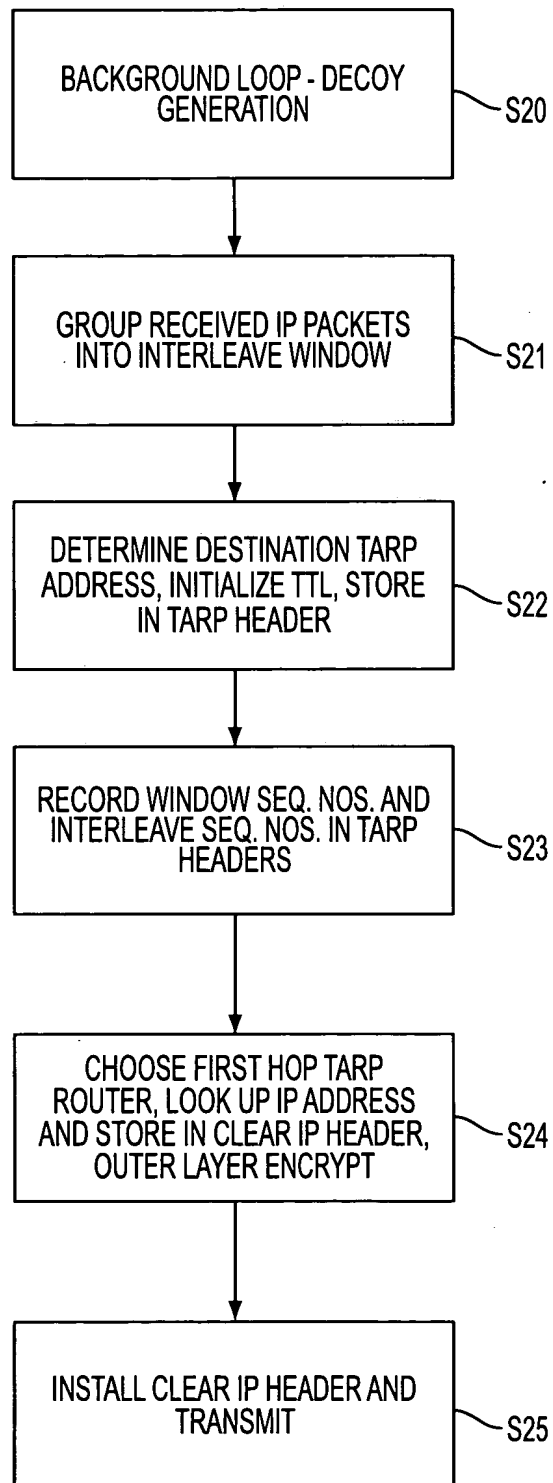 BACKGROUND LOOP - DECOY
GENERATION
S20
GROUP RECEIVED IP PACKETS
INTO INTERLEAVE WINDOW
S21
DETERMINE DESTINATION TARP
ADDRESS, INITIALIZE TTL, STORE
IN TARP HEADER
S22
RECORD WINDOW SEQ. NOS. AND
INTERLEAVE SEQ. NOS. IN TARP
HEADERS
S23
CHOOSE FIRST HOP TARP
ROUTER, LOOK UP IP ADDRESS
AND STORE IN CLEAR IP HEADER,
OUTER LAYER ENCRYPT
S24
INSTALL CLEAR IP HEADER AND
TRANSMIT
S25